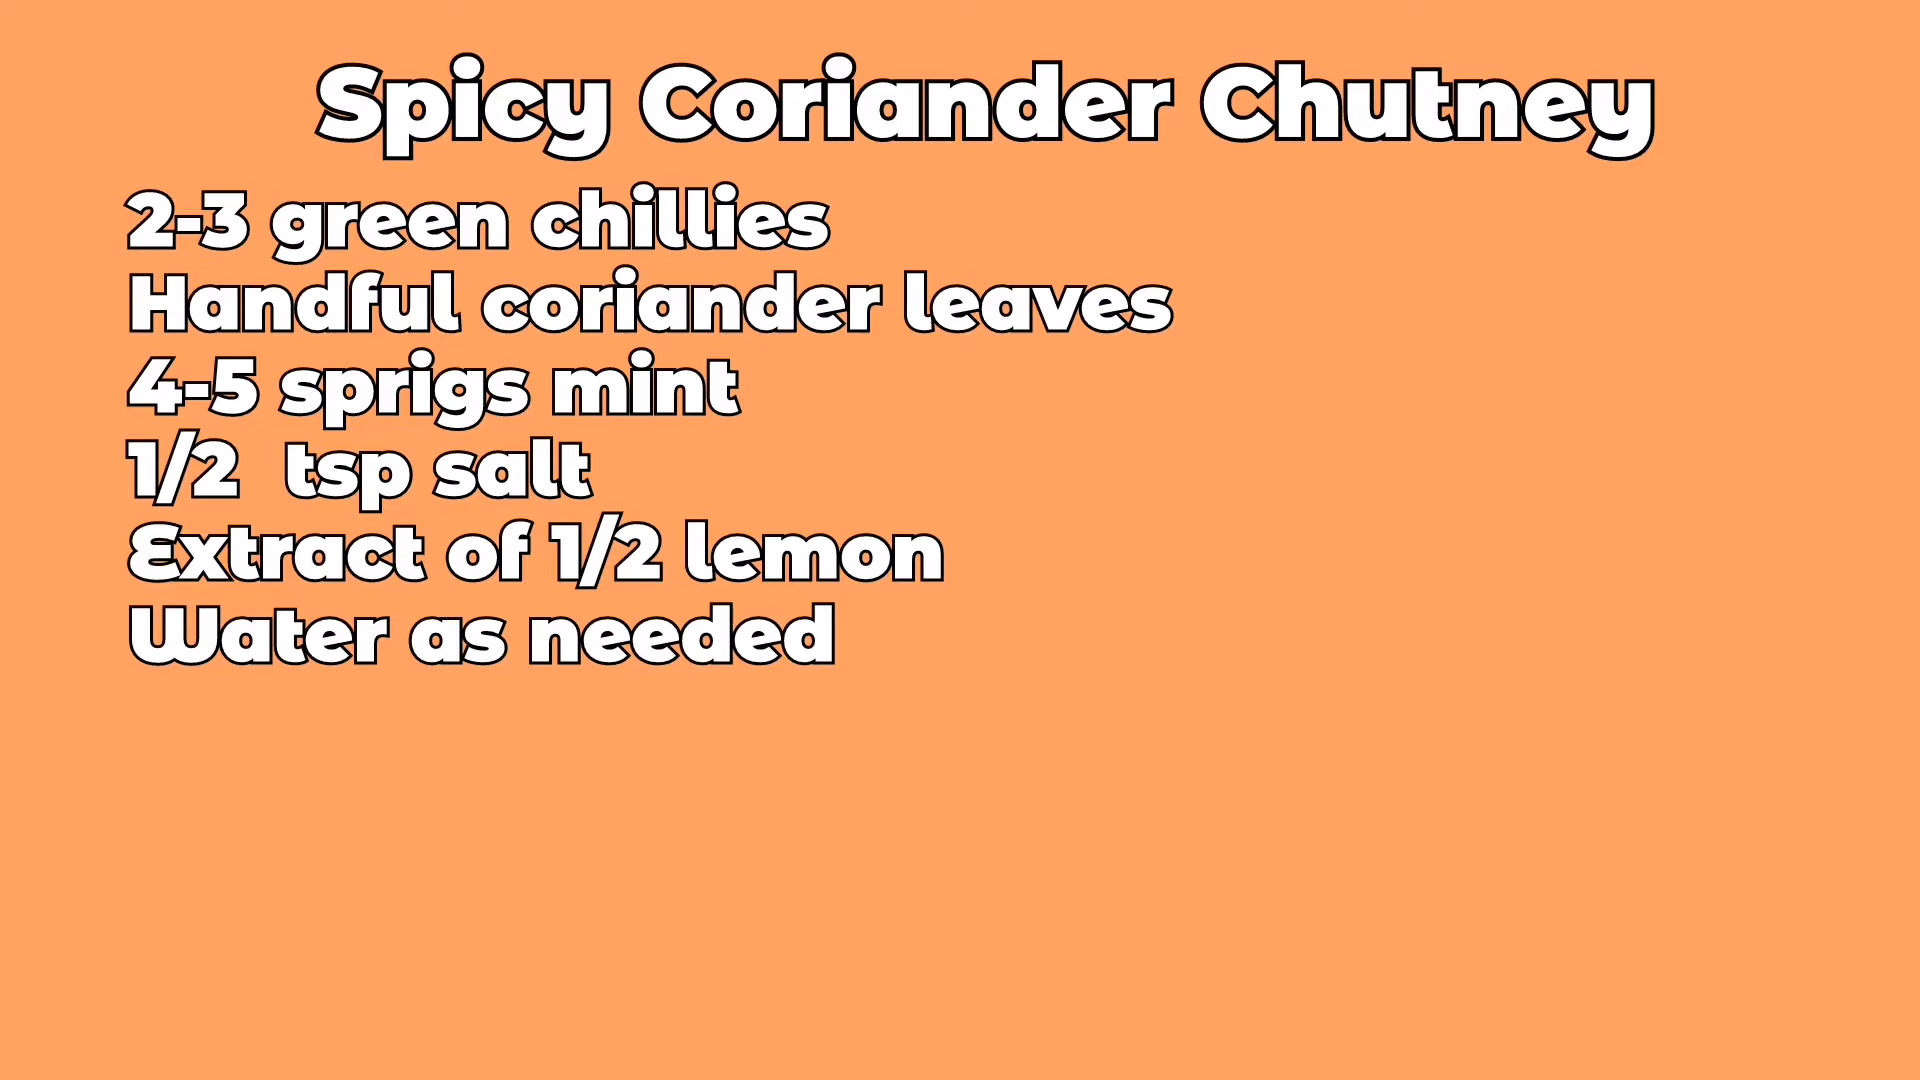 Spicy Coriander Chutney
2-3 green chillies
Handful coriander leaves
4-5 sprigs mint
1/2  tsp salt
Extract of 1/2 lemon
Water as needed